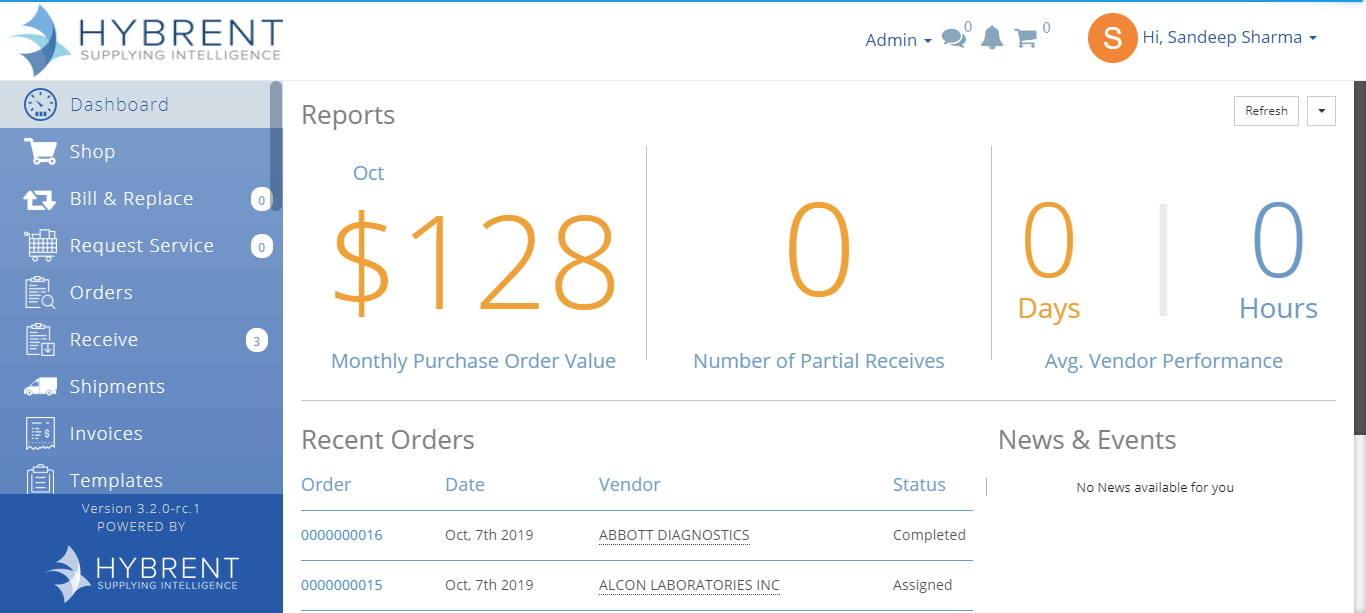 HYBRENT
SUPPLYING INTELLIGENCE
Admin 0 0 S Hi, Sandeep Sharma
Dashboard
Shop
Bill & Replace 0
Request Service 0
Orders
Receive 3
Shipments
Invoices
Templates
Version 3.2.0-rc.1
POWERED BY
HYBRENT
SUPPLYING INTELLIGENCE
Reports Refresh
Oct
$128
Monthly Purchase Order Value
0
Number of Partial Receives
0 0
Days Hours
Avg. Vendor Performance
Recent Orders
Order Date Vendor Status
0000000016 Oct, 7th 2019 ABBOTT DIAGNOSTICS Completed
0000000015 Oct, 7th 2019 ALCON LABORATORIES INC Assigned
News & Events
No News available for you